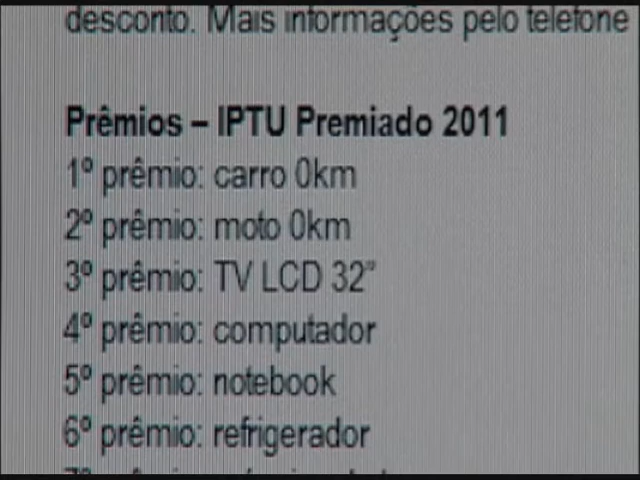 desconto. Mais informações pelo telefone
Prêmios – IPTU Premiado 2011
1º prêmio: carro 0km
2º prêmio: moto 0km
3º prêmio: TV LCD 32"
4º prêmio: computador
5º prêmio: notebook
6º prêmio: refrigerador